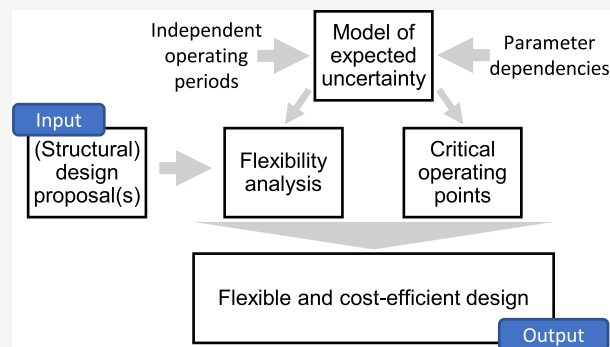 Independent
operating
periods
Model of
expected
uncertainty
Parameter
dependencies
Input
(Structural)
design
proposal(s)
Flexibility
analysis
Critical
operating
points
Flexible and cost-efficient design
Output